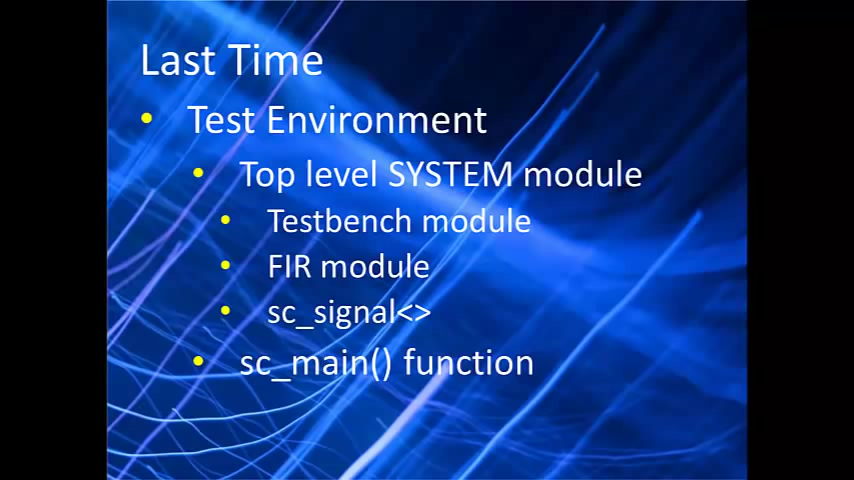 Last Time
• Test Environment
• Top level SYSTEM module
• Testbench module
• FIR module
• sc_signal<>
• sc_main() function